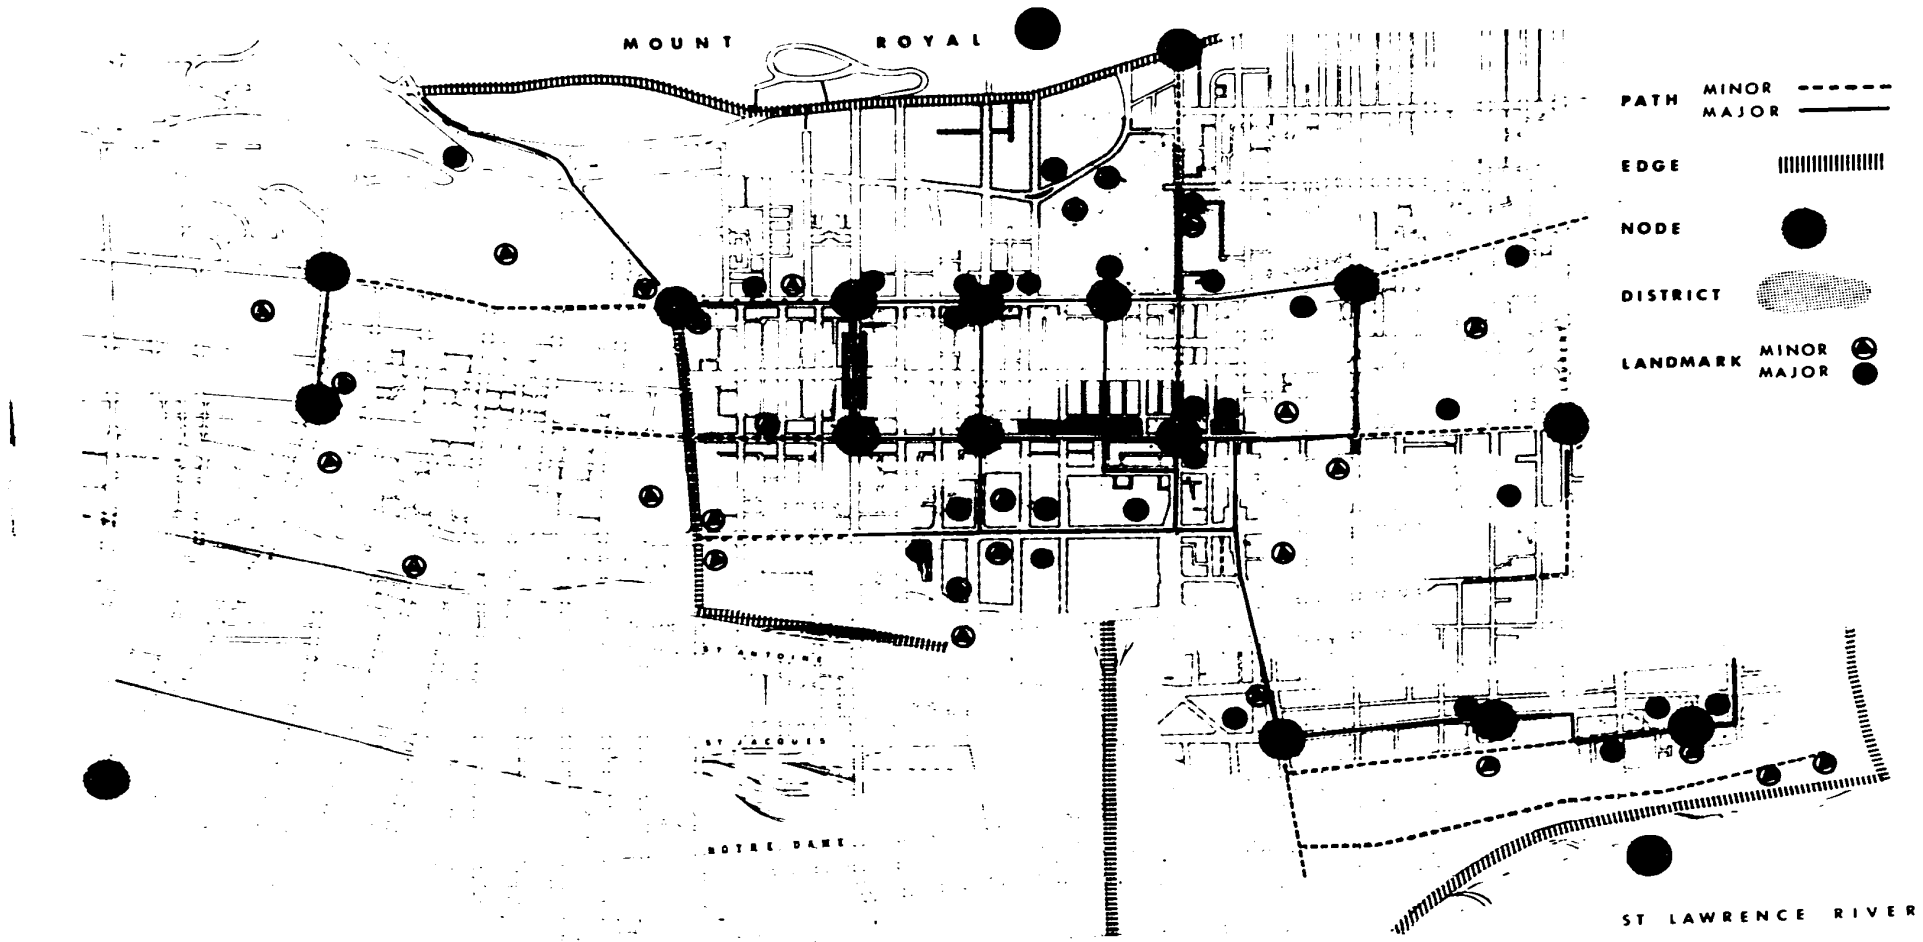 MOUNT ROYAL
PATH MINOR
MAJOR
EDGE
NODE
DISTRICT
LANDMARK MINOR
MAJOR
LAURENT
ST ANTOINE
ST JACQUES
NOTRE DAME
ST LAWRENCE RIVER